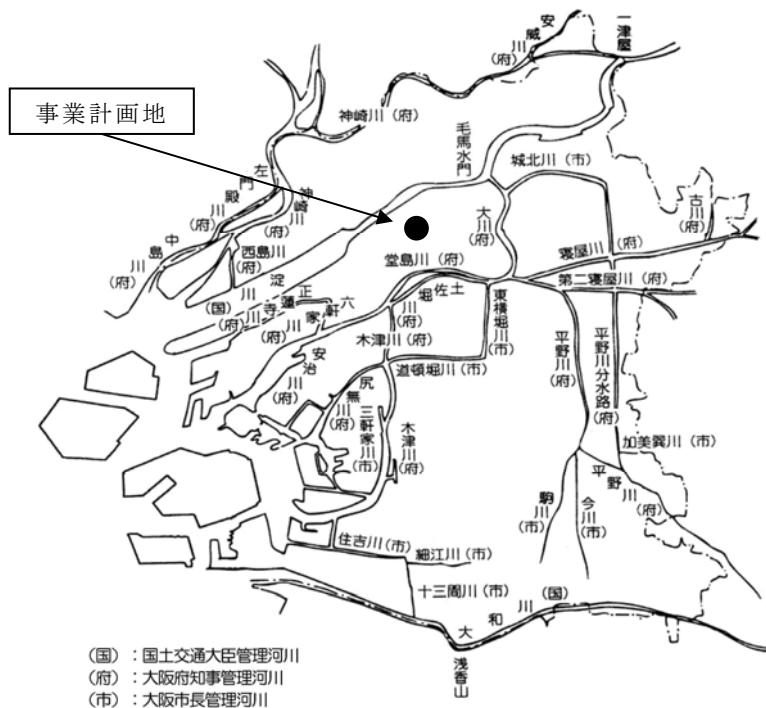 事業計画地
安威川(府)
一津屋
神崎川(府)
毛馬水門
城北川(市)
左門殿川(府)
神崎川(府)
中島川(府)
西島川(府)
大川(府)
古川(府)
堂島川(府)
寝屋川(府)
第二寝屋川(府)
淀川(国)
正蓮寺川(府)
六軒家川(府)
土佐堀川(府)
東横堀川(市)
安治川(府)
木津川(府)
道頓堀川(市)
尻無川(府)
三軒家川(市)
木津川(府)
平野川(府)
平野川分水路(府)
加美巽川(市)
平野川(府)
駒川(市)
今川(市)
住吉川(市)
細江川(市)
十三間川(市)
大和川(国)
浅香山
(国):国土交通大臣管理河川
(府):大阪府知事管理河川
(市):大阪市長管理河川